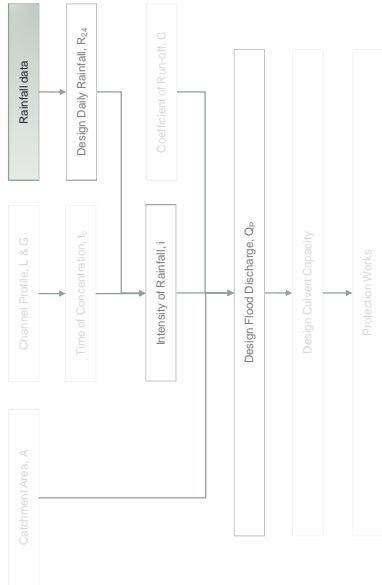 Rainfall data
Design Daily Rainfall, R24
Coefficient of Run-off, C
Channel Profile, L & G
Time of Concentration, tc
Intensity of Rainfall, i
Catchment Area, A
Design Flood Discharge, QP
Design Culvert Capacity
Protection Works